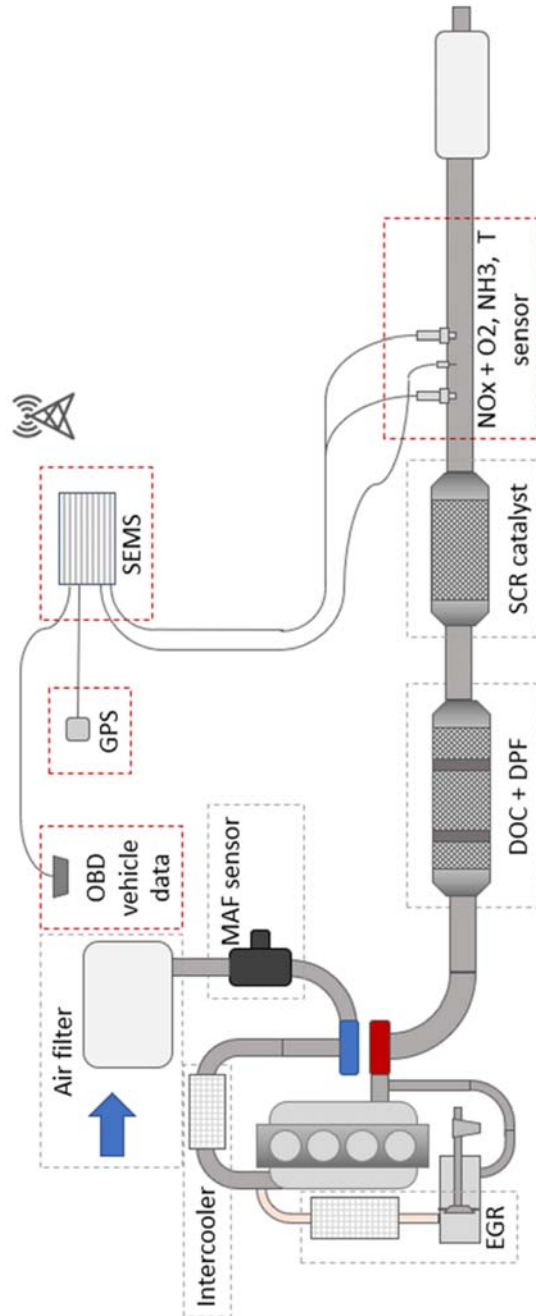 Air filter
OBD
vehicle
data
GPS
SEMS
MAF sensor
Intercooler
EGR
DOC + DPF
SCR catalyst
NOx + O2, NH3, T
sensor